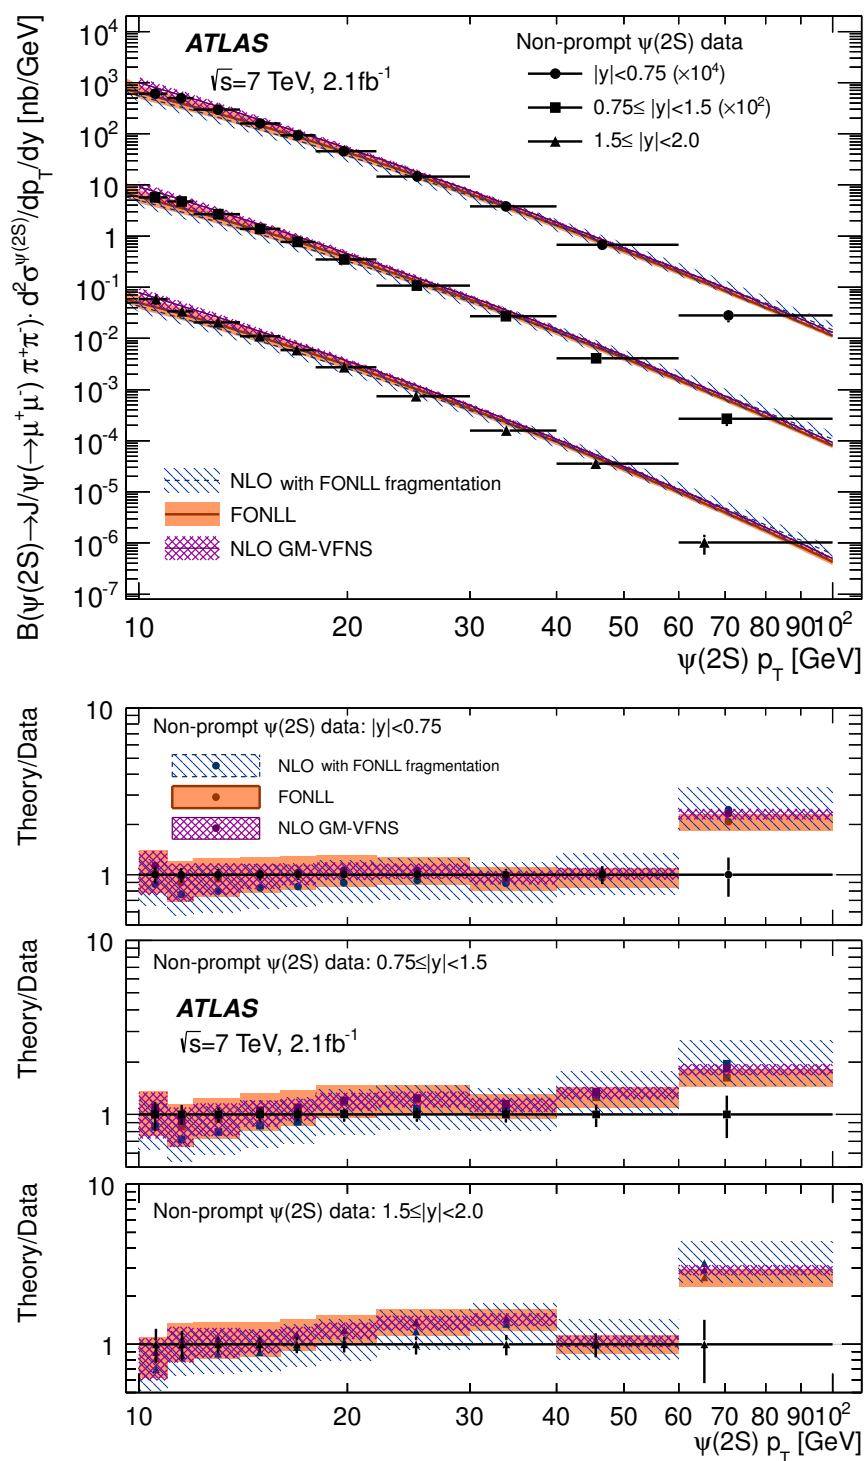 B(ψ(2S)→J/ψ(→μ⁺μ⁻) π⁺π⁻)· d²σ^ψ(2S)/dp_T/dy [nb/GeV]
10⁴
10³
10²
10
1
10⁻¹
10⁻²
10⁻³
10⁻⁴
10⁻⁵
10⁻⁶
10⁻⁷
ATLAS
√s=7 TeV, 2.1fb⁻¹
Non-prompt ψ(2S) data
|y|<0.75 (×10⁴)
0.75≤ |y|<1.5 (×10²)
1.5≤ |y|<2.0
NLO with FONLL fragmentation
FONLL
NLO GM-VFNS
10 20 30 40 50 60 70 80 90 10²
ψ(2S) p_T [GeV]
Theory/Data
10
1
Non-prompt ψ(2S) data: |y|<0.75
NLO with FONLL fragmentation
FONLL
NLO GM-VFNS
Theory/Data
10
1
Non-prompt ψ(2S) data: 0.75≤|y|<1.5
ATLAS
√s=7 TeV, 2.1fb⁻¹
Theory/Data
10
1
Non-prompt ψ(2S) data: 1.5≤|y|<2.0
10 20 30 40 50 60 70 80 90 10²
ψ(2S) p_T [GeV]